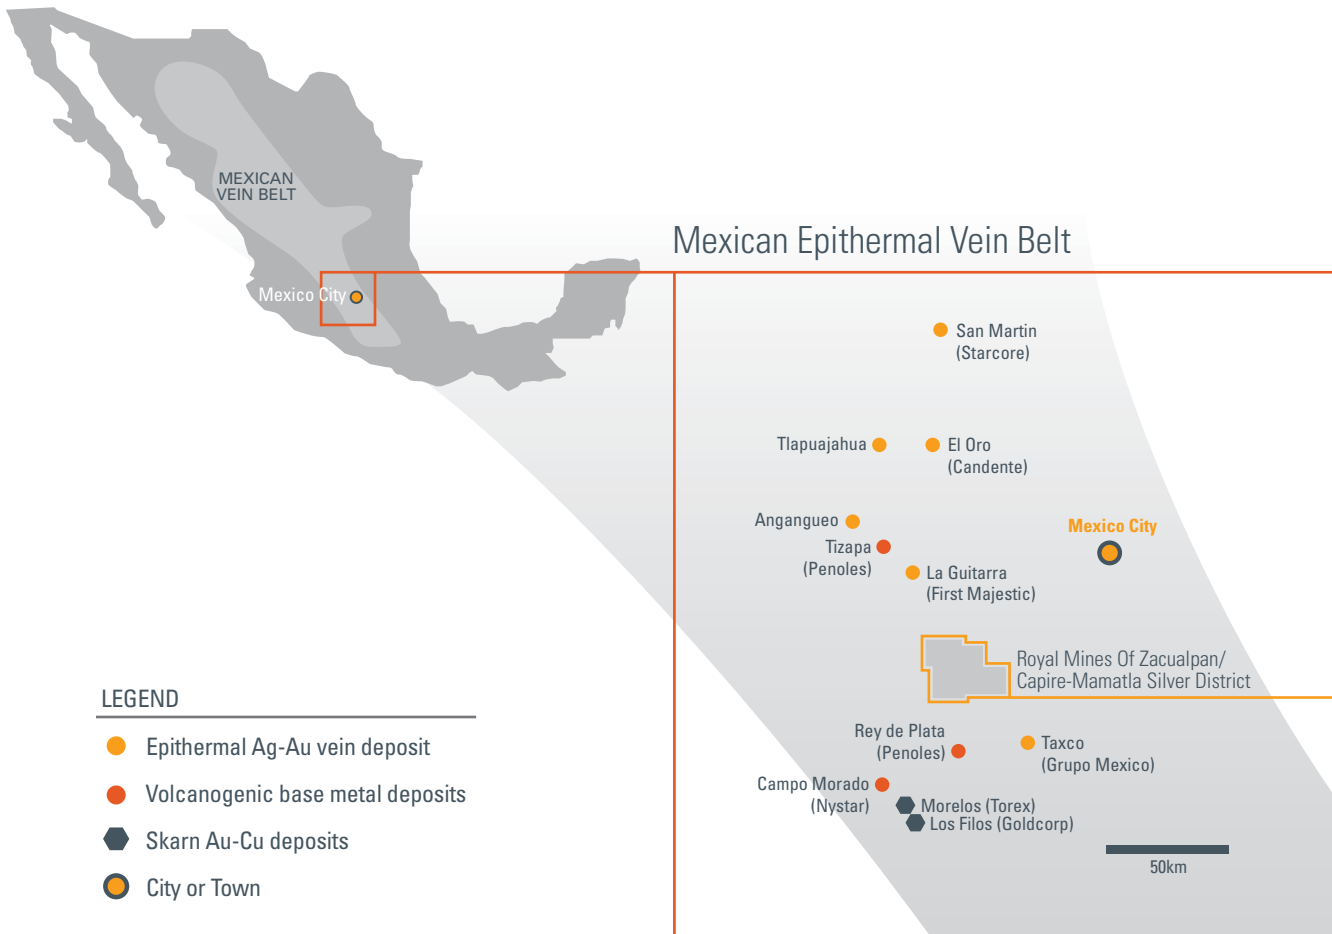 MEXICAN
VEIN BELT
Mexico City
Mexican Epithermal Vein Belt
San Martin
(Starcore)
Tlapuajahua
El Oro
(Candente)
Angangueo
Mexico City
Tizapa
(Penoles)
La Guitarra
(First Majestic)
Royal Mines Of Zacualpan/
Capire-Mamatla Silver District
Rey de Plata
(Penoles)
Taxco
(Grupo Mexico)
Campo Morado
(Nystar)
Morelos (Torex)
Los Filos (Goldcorp)
50km
LEGEND
Epithermal Ag-Au vein deposit
Volcanogenic base metal deposits
Skarn Au-Cu deposits
City or Town